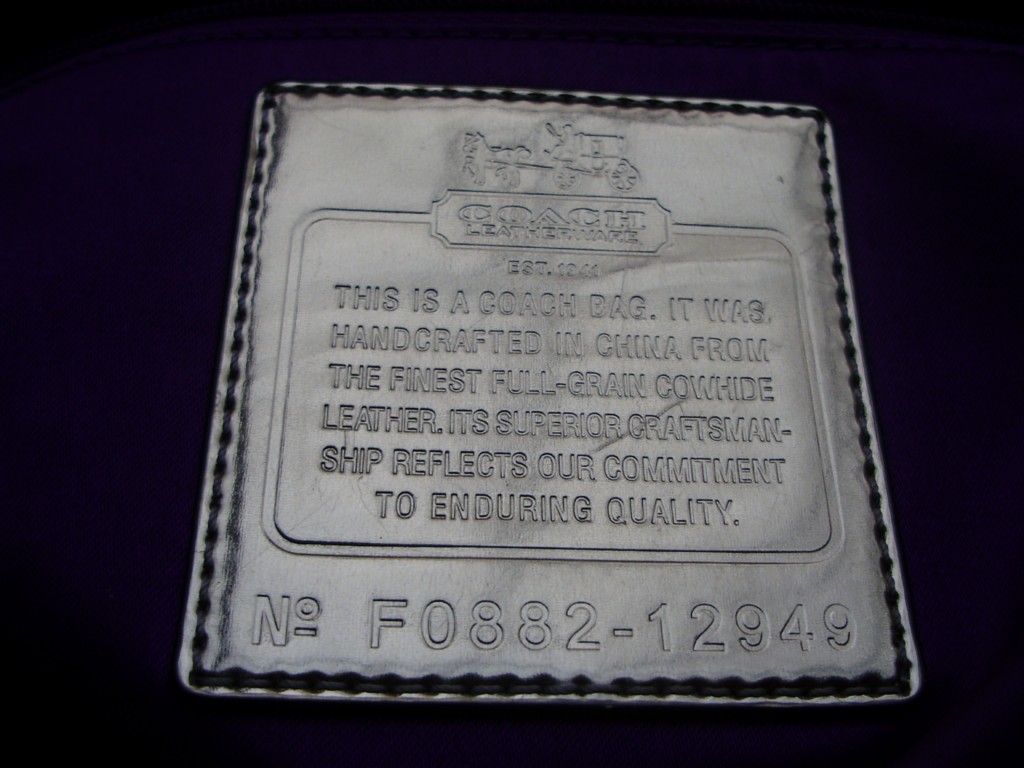 COACH
LEATHERWARE
EST. 1941
THIS IS A COACH BAG. IT WAS
HANDCRAFTED IN CHINA FROM
THE FINEST FULL-GRAIN COWHIDE
LEATHER. ITS SUPERIOR CRAFTSMAN-
SHIP REFLECTS OUR COMMITMENT
TO ENDURING QUALITY.
Nº F0882-12949